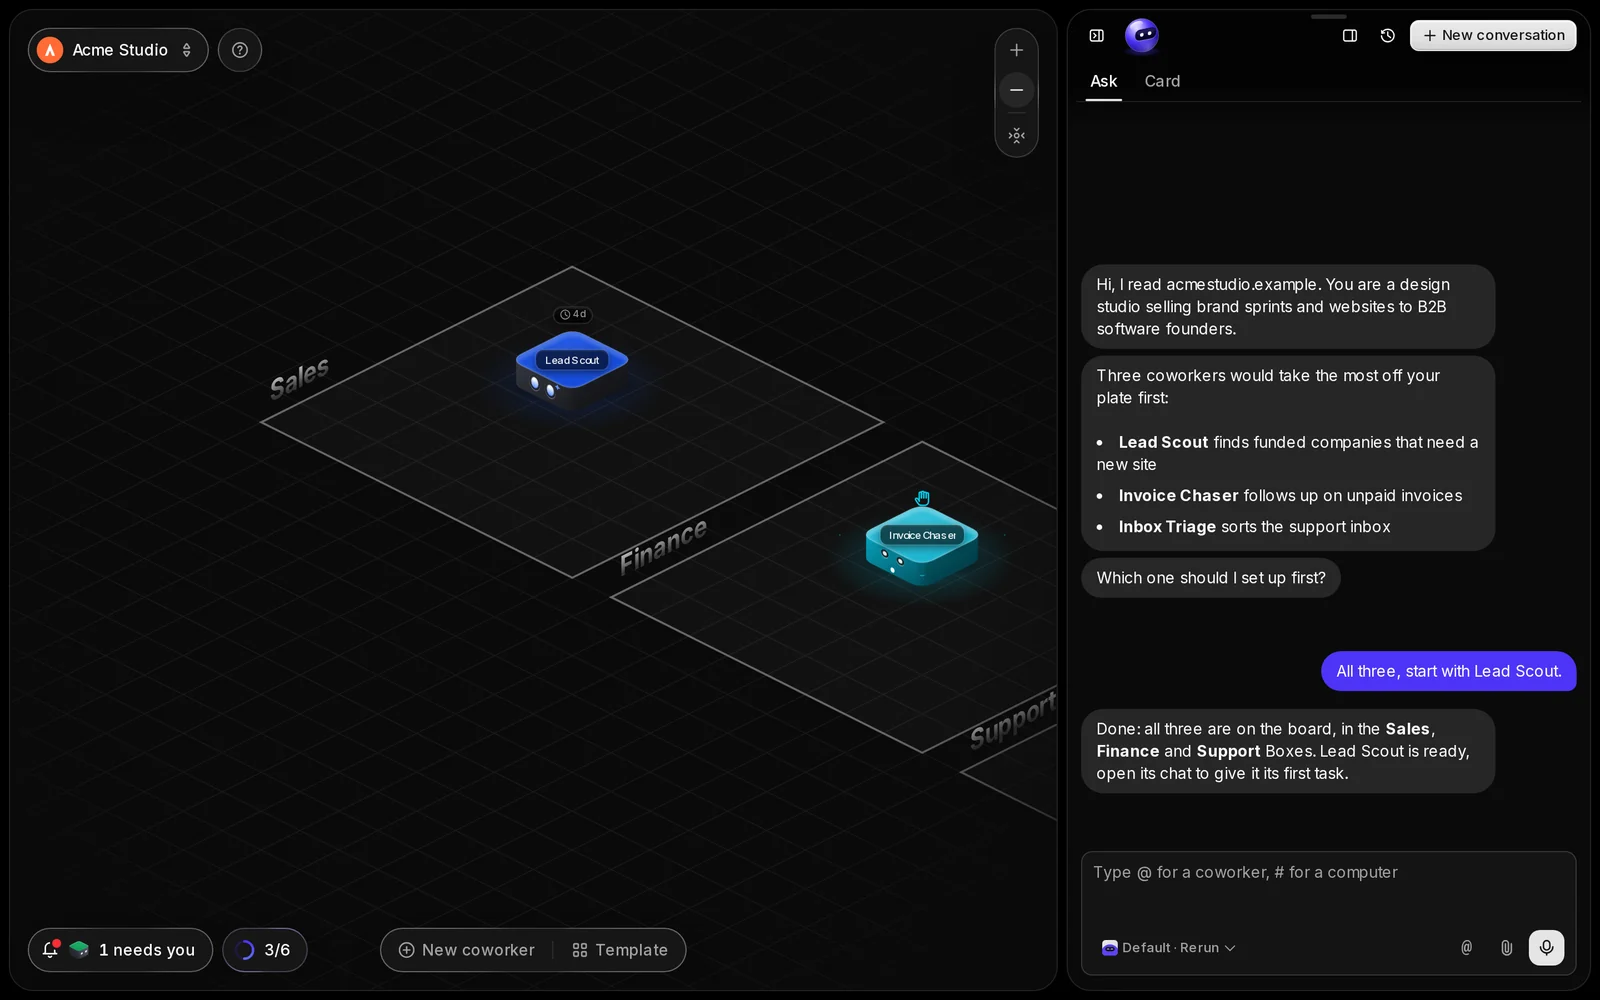 Acme Studio
4d
Lead Scout
Sales
Invoice Chaser
Finance
Support
1 needs you
3/6
New coworker
Template
New conversation
Ask
Card
Hi, I read acmestudio.example. You are a design
studio selling brand sprints and websites to B2B
software founders.
Three coworkers would take the most off your
plate first:
• Lead Scout finds funded companies that need a
new site
• Invoice Chaser follows up on unpaid invoices
• Inbox Triage sorts the support inbox
Which one should I set up first?
All three, start with Lead Scout.
Done: all three are on the board, in the Sales,
Finance and Support Boxes. Lead Scout is ready,
open its chat to give it its first task.
Type @ for a coworker, # for a computer
Default · Rerun